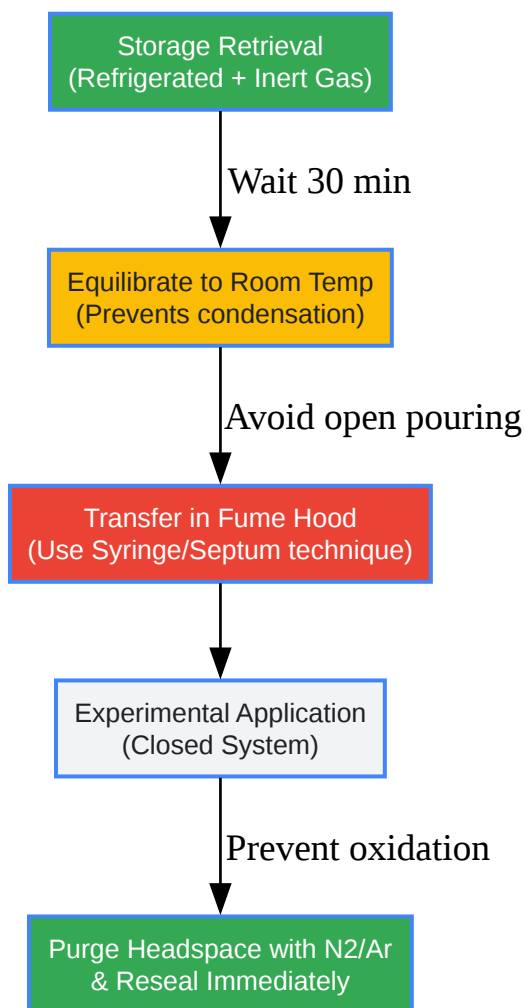 Storage Retrieval
(Refrigerated + Inert Gas)
Wait 30 min
Equilibrate to Room Temp
(Prevents condensation)
Avoid open pouring
Transfer in Fume Hood
(Use Syringe/Septum technique)
Experimental Application
(Closed System)
Prevent oxidation
Purge Headspace with N2/Ar
& Reseal Immediately